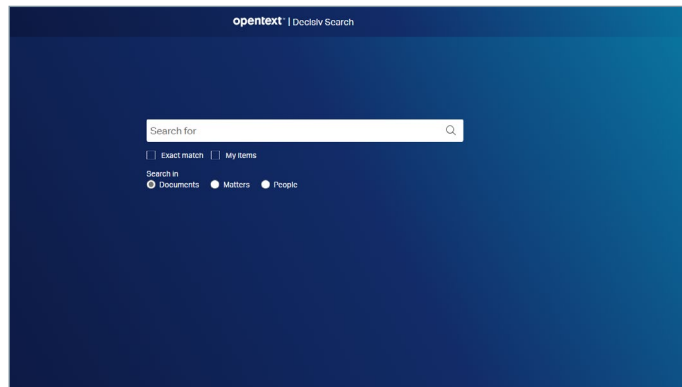 opentext™ | Decisiv Search
Search for
Exact match My items
Search in
Documents Matters People